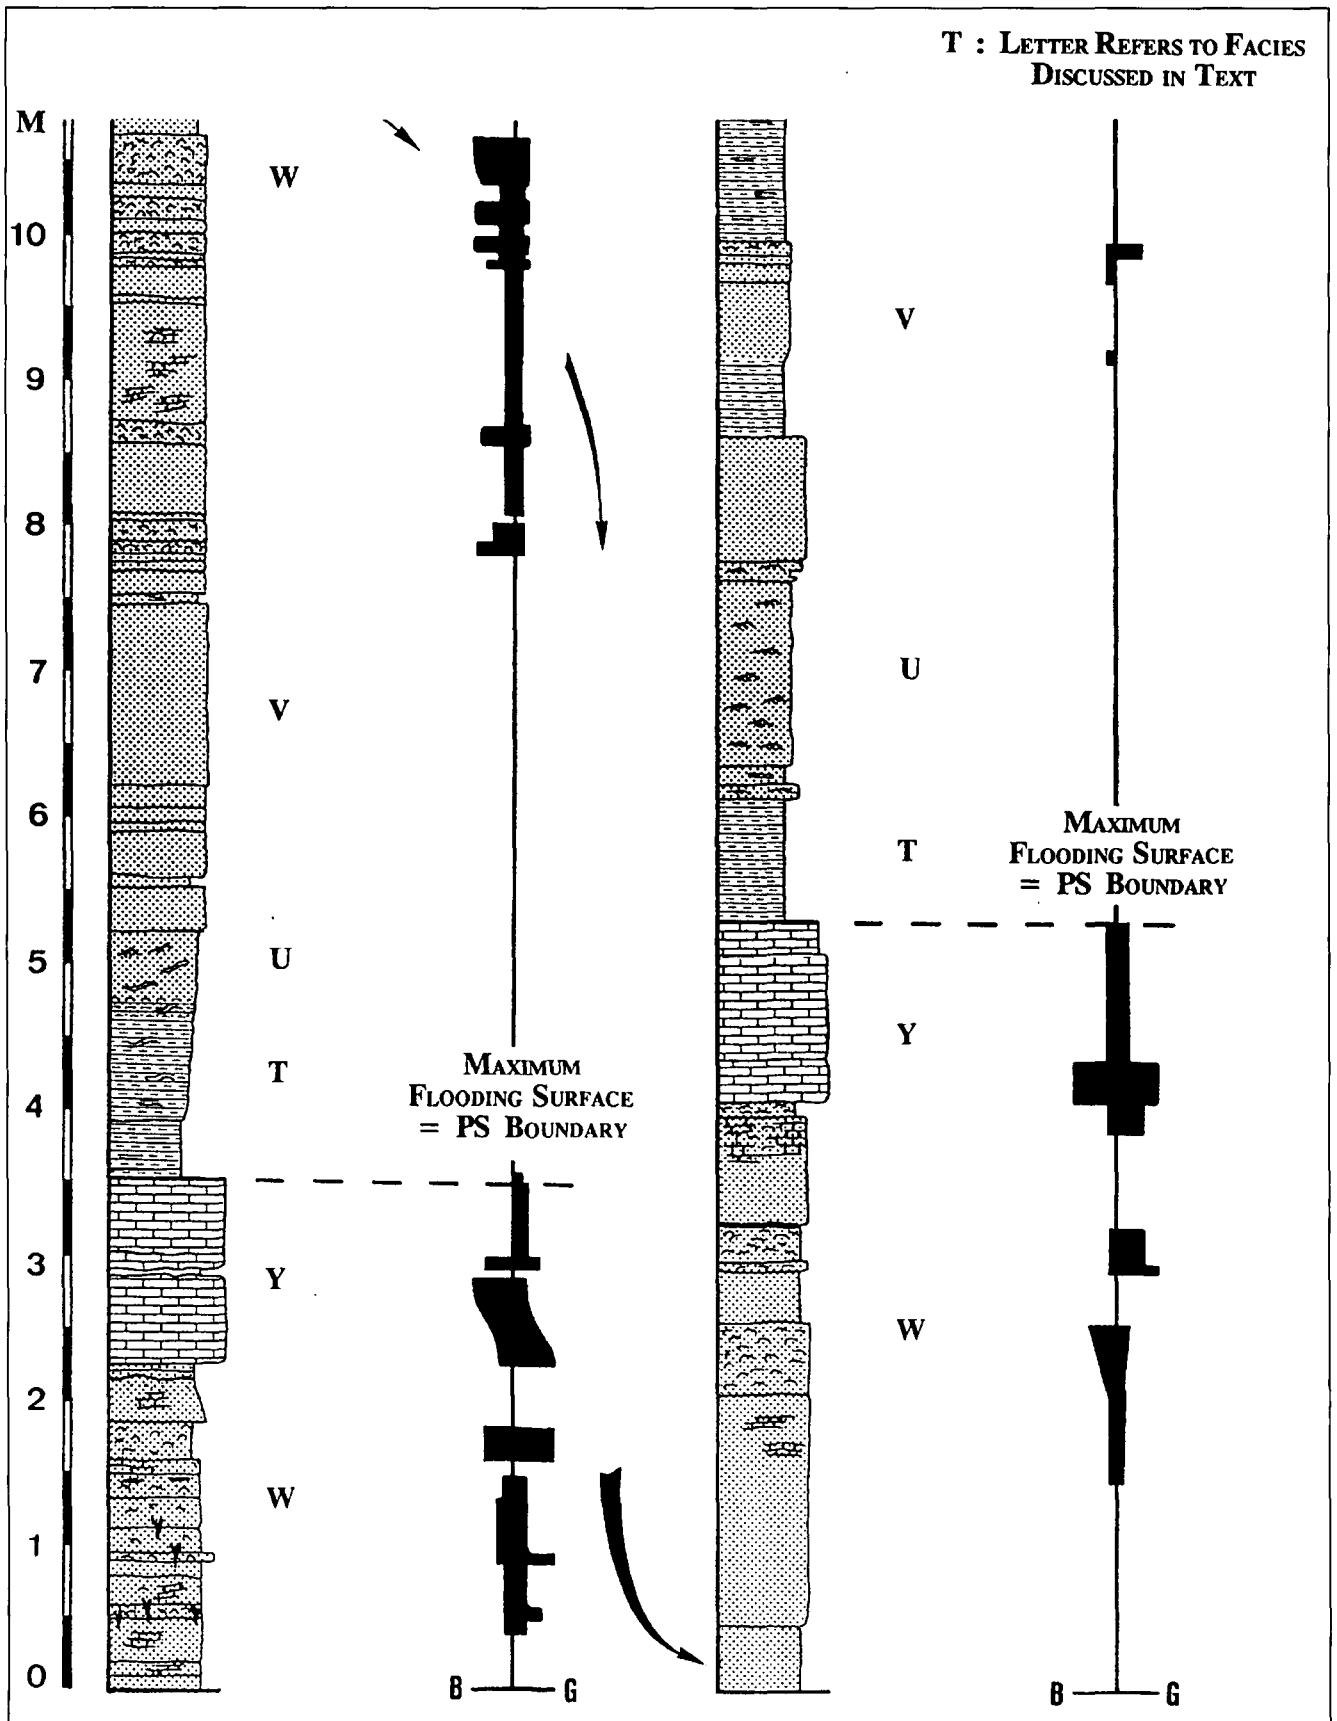 T : Letter Refers to Facies
Discussed in Text
M
10
9
8
7
6
5
4
3
2
1
0
W
V
U
T
Maximum
Flooding Surface
= PS Boundary
Y
W
B G
V
U
T
Maximum
Flooding Surface
= PS Boundary
Y
W
B G